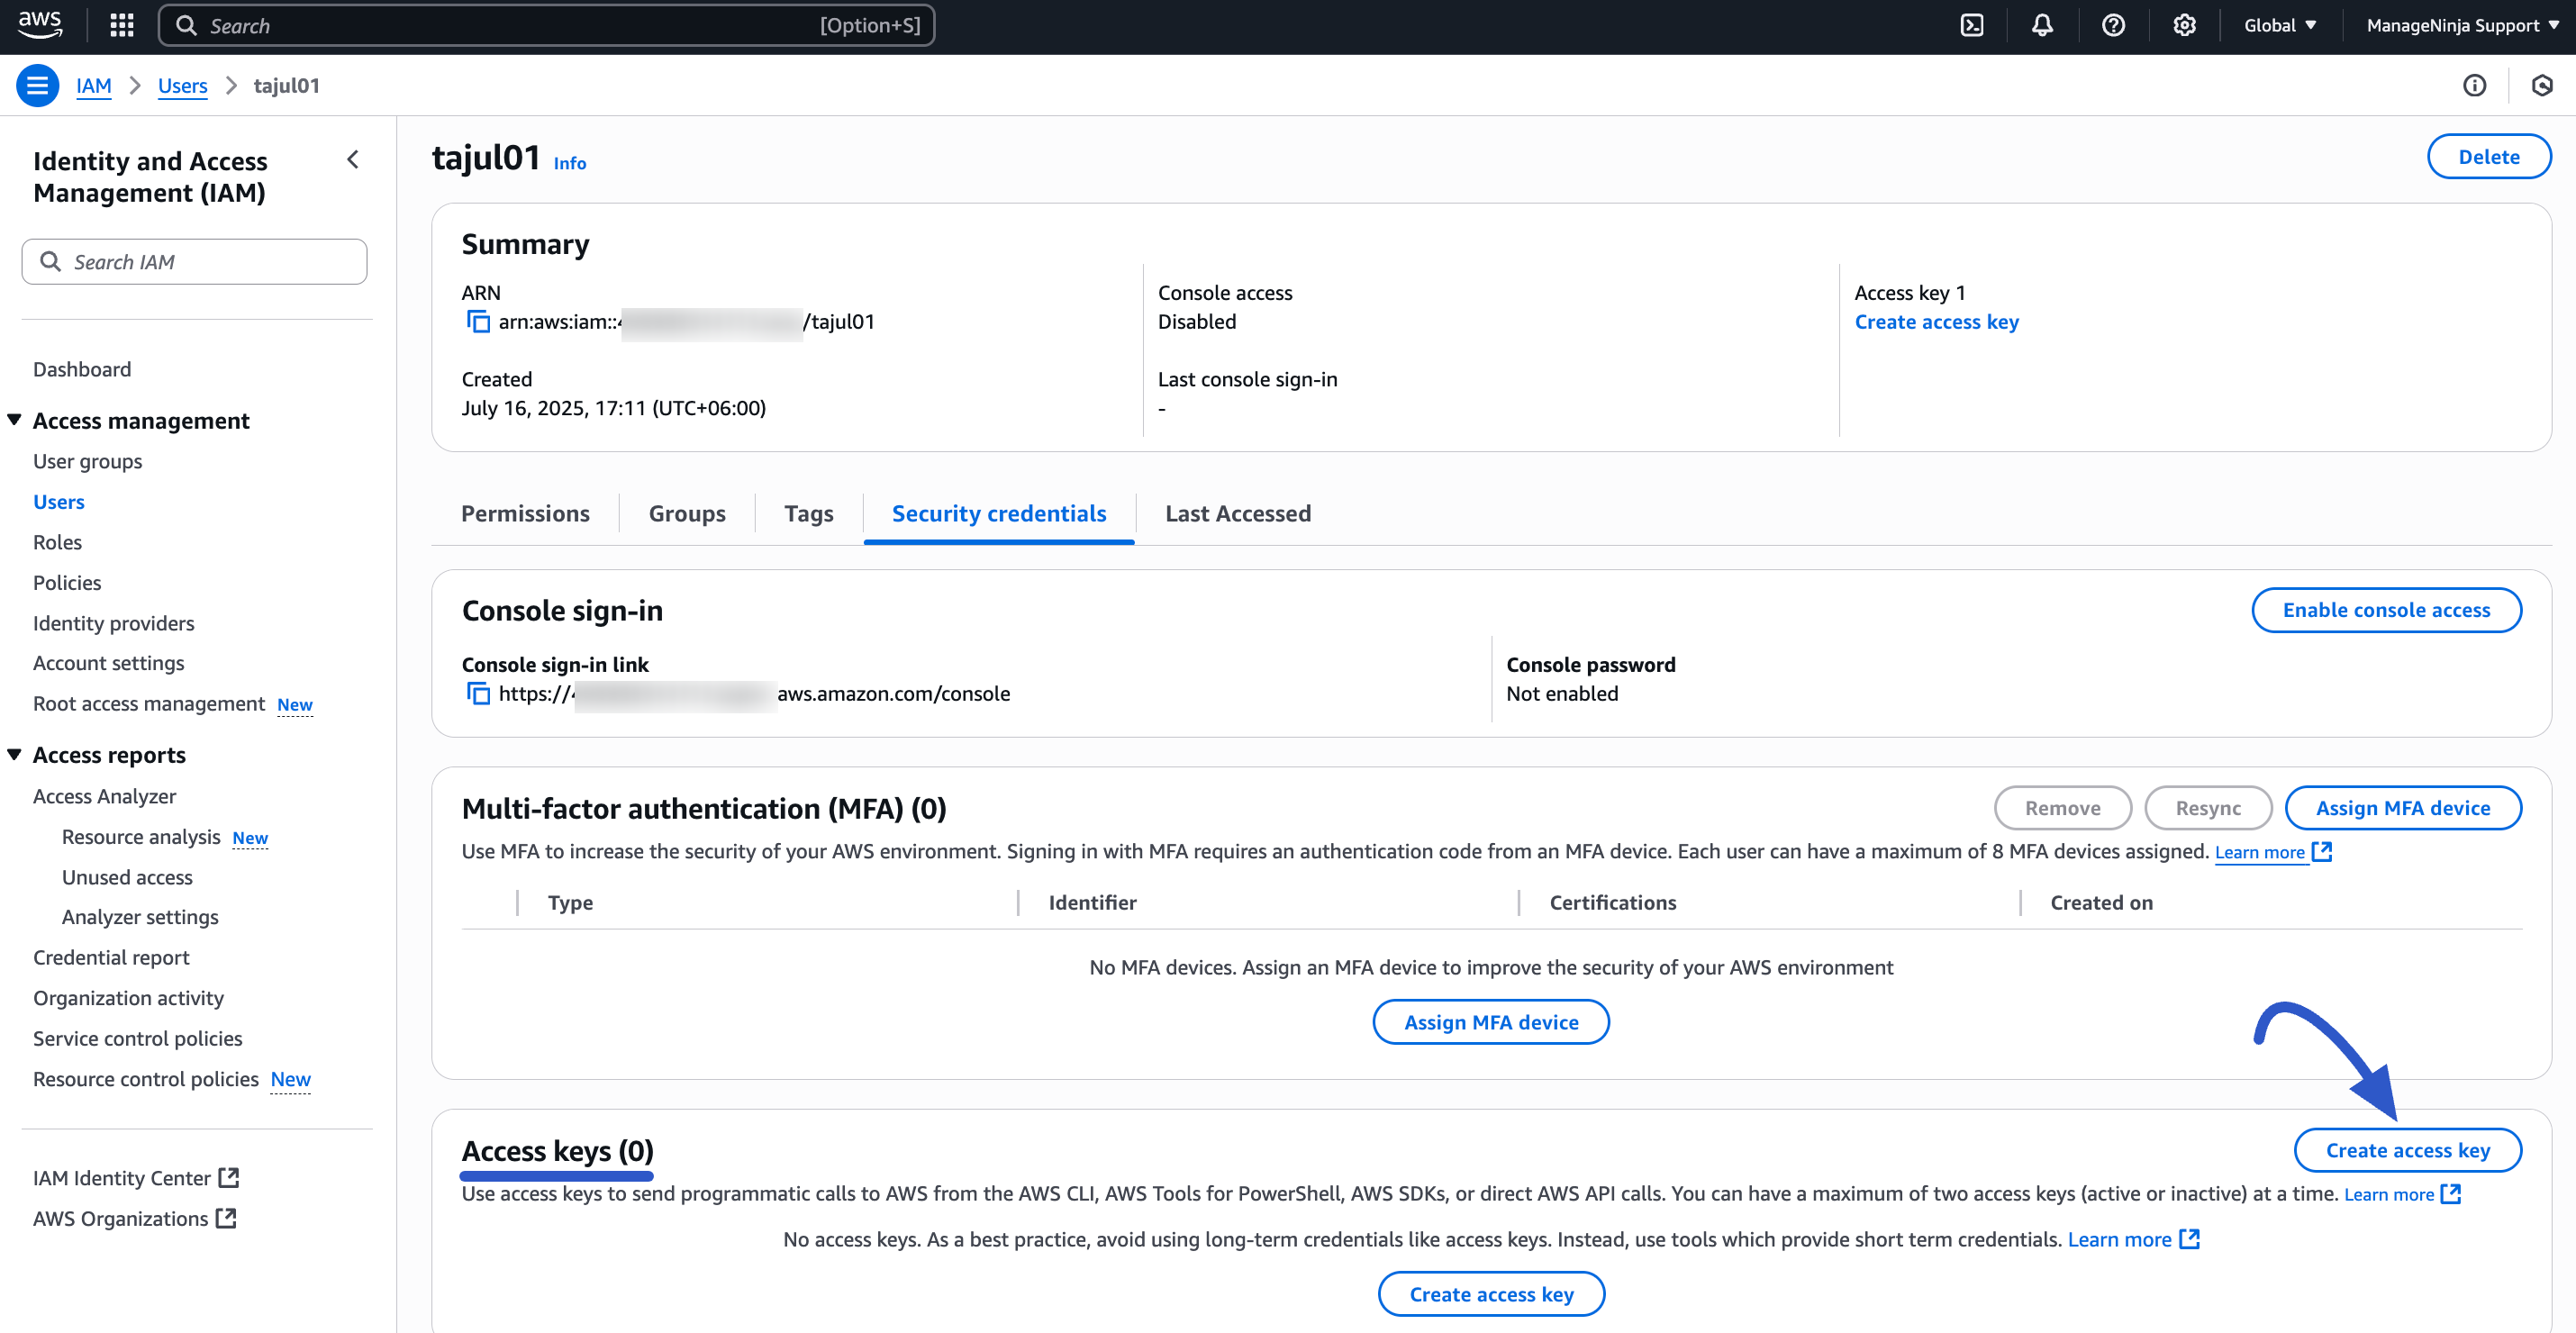 aws
Search [Option+S]
Global
ManageNinja Support
IAM
Users
tajul01
Identity and Access
Management (IAM)
Search IAM
Dashboard
Access management
User groups
Users
Roles
Policies
Identity providers
Account settings
Root access management New
Access reports
Access Analyzer
Resource analysis New
Unused access
Analyzer settings
Credential report
Organization activity
Service control policies
Resource control policies New
IAM Identity Center
AWS Organizations
tajul01 Info
Delete
Summary
ARN
arn:aws:iam:: /tajul01
Created
July 16, 2025, 17:11 (UTC+06:00)
Console access
Disabled
Last console sign-in
-
Access key 1
Create access key
Permissions
Groups
Tags
Security credentials
Last Accessed
Console sign-in
Enable console access
Console sign-in link
https:// aws.amazon.com/console
Console password
Not enabled
Multi-factor authentication (MFA) (0)
Remove
Resync
Assign MFA device
Use MFA to increase the security of your AWS environment. Signing in with MFA requires an authentication code from an MFA device. Each user can have a maximum of 8 MFA devices assigned. Learn more
Type
Identifier
Certifications
Created on
No MFA devices. Assign an MFA device to improve the security of your AWS environment
Assign MFA device
Access keys (0)
Create access key
Use access keys to send programmatic calls to AWS from the AWS CLI, AWS Tools for PowerShell, AWS SDKs, or direct AWS API calls. You can have a maximum of two access keys (active or inactive) at a time. Learn more
No access keys. As a best practice, avoid using long-term credentials like access keys. Instead, use tools which provide short term credentials. Learn more
Create access key